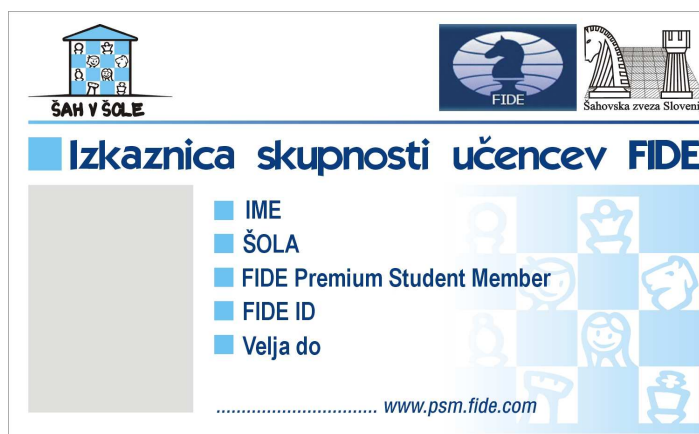 ŠAH V ŠOLE
FIDE
Šahovska zveza Sloveni
Izkaznica skupnosti učencev FIDE
IME
ŠOLA
FIDE Premium Student Member
FIDE ID
Velja do
................................ www.psm.fide.com